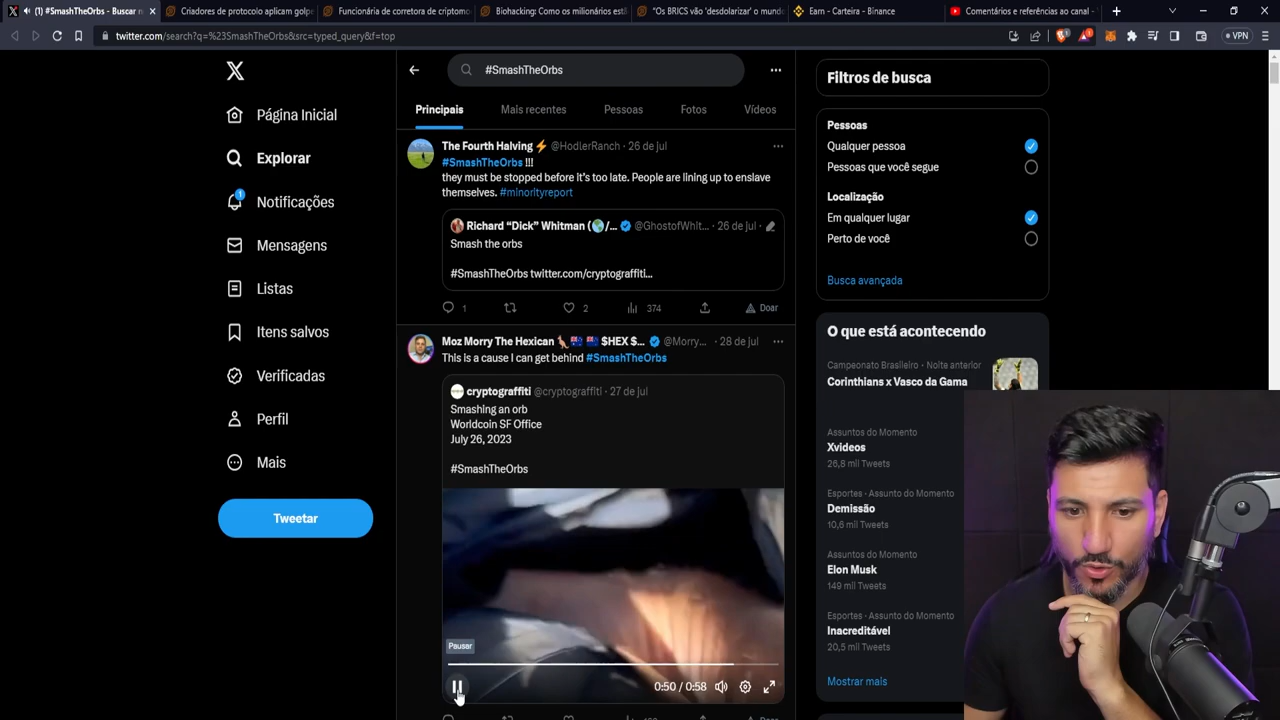 (1) #SmashTheOrbs - Buscar n
Criadores de protocolo aplicam golpe
Funcionária de corretora de criptomo
Biohacking: Como os milionários estã
"Os BRICS vão 'desdolarizar' o mundo
Earn - Carteira - Binance
Comentários e referências ao canal -
twitter.com/search?q=%23SmashTheOrbs&src=typed_query&f=top
VPN
#SmashTheOrbs
Principais
Mais recentes
Pessoas
Fotos
Vídeos
Página Inicial
Explorar
1
Notificações
Mensagens
Listas
Itens salvos
Verificadas
Perfil
Mais
Tweetar
The Fourth Halving ⚡ @HodlerRanch · 26 de jul
#SmashTheOrbs !!!
they must be stopped before it's too late. People are lining up to enslave
themselves. #minorityreport
Richard "Dick" Whitman (🌎/... @GhostofWhit... · 26 de jul ·
Smash the orbs
#SmashTheOrbs twitter.com/cryptograffiti...
1
2
374
Doar
Moz Morry The Hexican 🦘 🇦🇺 🇦🇺 $HEX $... @Morry... · 28 de jul
This is a cause I can get behind #SmashTheOrbs
cryptograffiti @cryptograffiti · 27 de jul
Smashing an orb
Worldcoin SF Office
July 26, 2023
#SmashTheOrbs
Pausar
0:50 / 0:58
Filtros de busca
Pessoas
Qualquer pessoa
Pessoas que você segue
Localização
Em qualquer lugar
Perto de você
Busca avançada
O que está acontecendo
Campeonato Brasileiro · Noite anterior
Corinthians x Vasco da Gama
Assuntos do Momento
Xvideos
26,8 mil Tweets
Esportes · Assunto do Momento
Demissão
10,6 mil Tweets
Assuntos do Momento
Elon Musk
149 mil Tweets
Esportes · Assunto do Momento
Inacreditável
20,5 mil Tweets
Mostrar mais